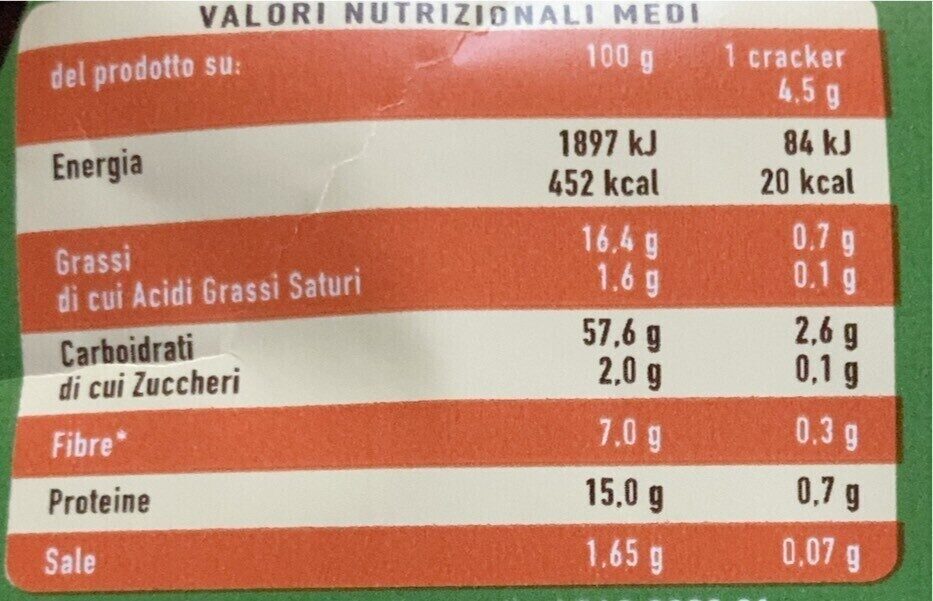 VALORI NUTRIZIONALI MEDI
del prodotto su: 100 g 1 cracker
4,5 g
Energia 1897 kJ 84 kJ
452 kcal 20 kcal
Grassi 16,4 g 0,7 g
di cui Acidi Grassi Saturi 1,6 g 0,1 g
Carboidrati 57,6 g 2,6 g
di cui Zuccheri 2,0 g 0,1 g
Fibre* 7,0 g 0,3 g
Proteine 15,0 g 0,7 g
Sale 1,65 g 0,07 g